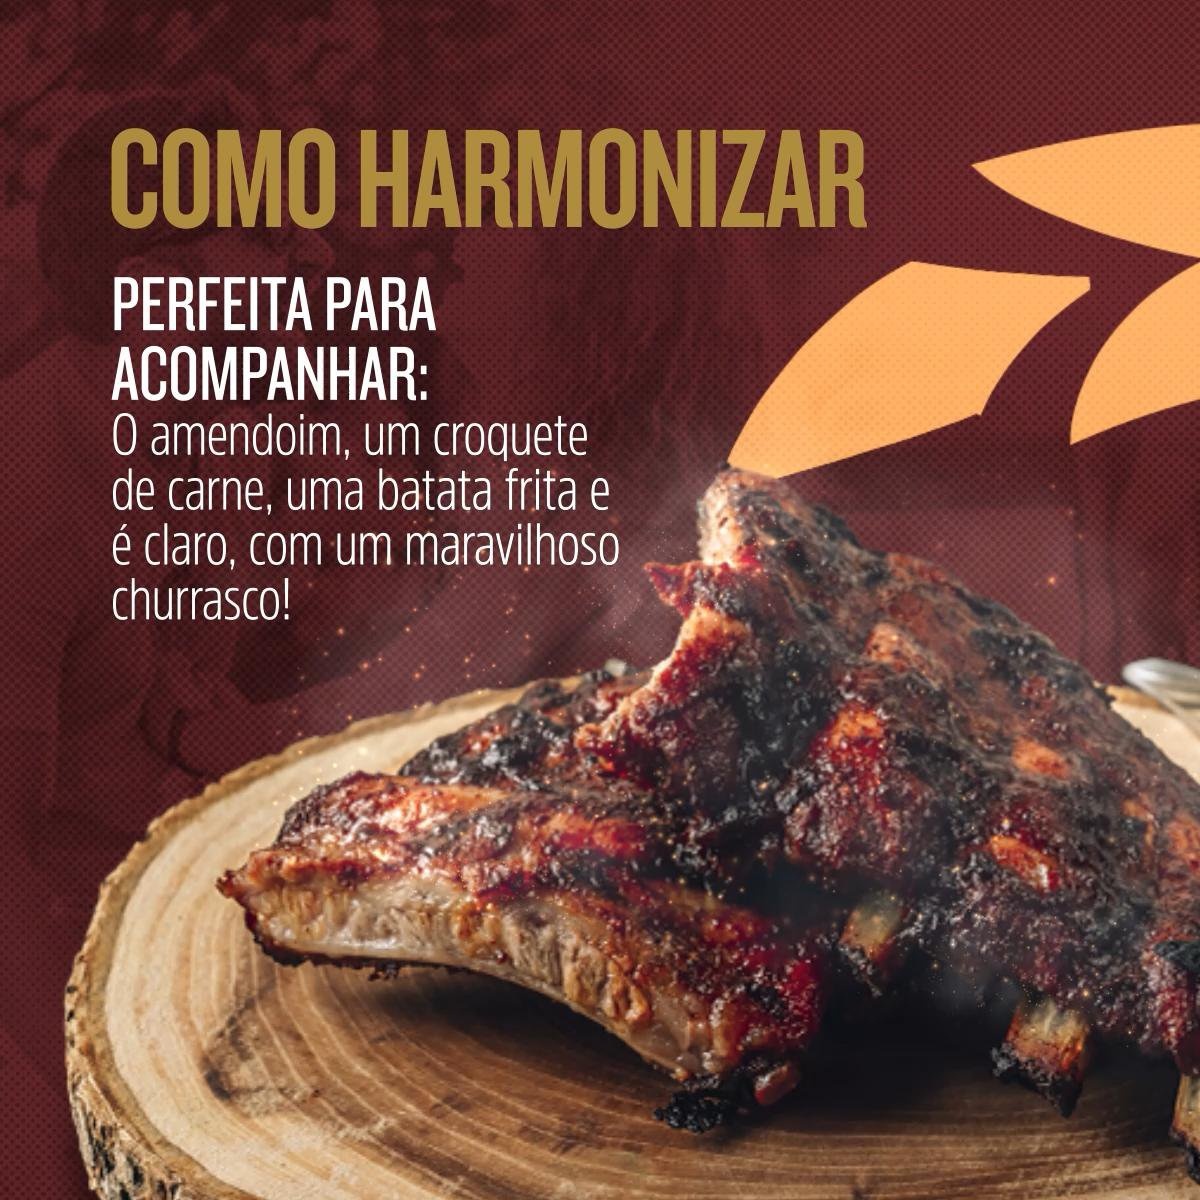 COMO HARMONIZAR
PERFEITA PARA
ACOMPANHAR:
O amendoim, um croquete
de carne, uma batata frita e
é claro, com um maravilhoso
churrasco!